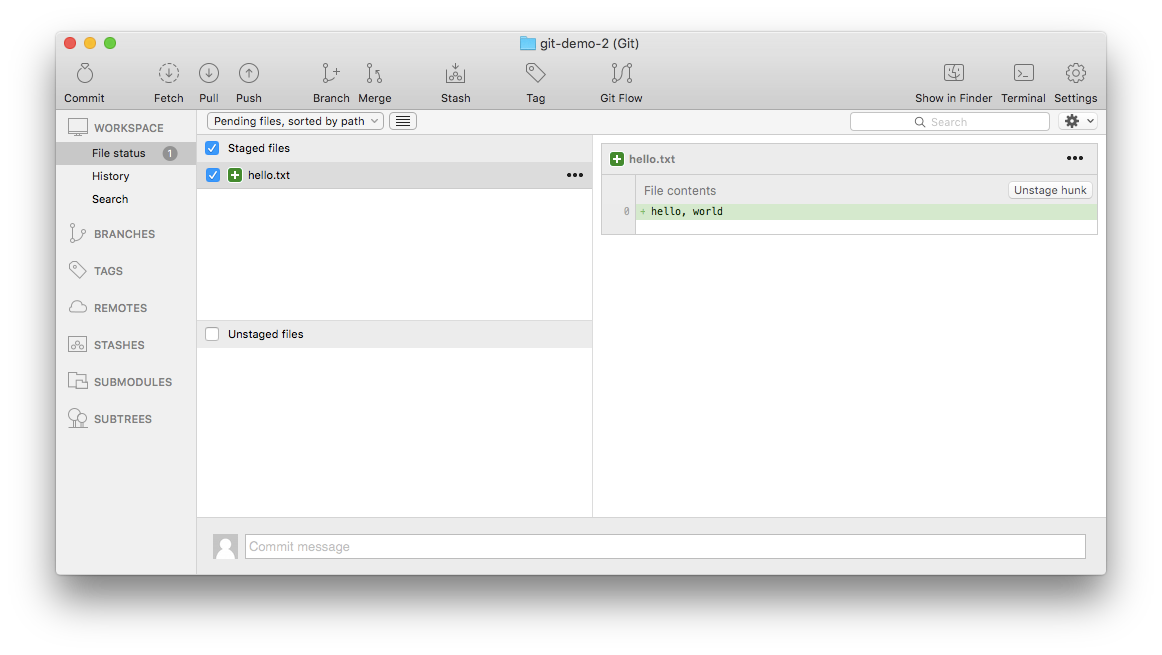 git-demo-2 (Git)
Commit Fetch Pull Push Branch Merge Stash Tag Git Flow Show in Finder Terminal Settings
WORKSPACE
File status 1
History
Search
BRANCHES
TAGS
REMOTES
STASHES
SUBMODULES
SUBTREES
Pending files, sorted by path
Search
Staged files
hello.txt
Unstaged files
hello.txt
File contents Unstage hunk
0 + hello, world
Commit message